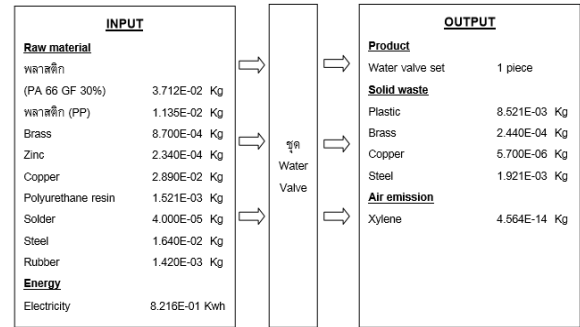 INPUT
Raw material
พลาสติก
(PA 66 GF 30%) 3.712E-02 Kg
พลาสติก (PP) 1.135E-02 Kg
Brass 8.700E-04 Kg
Zinc 2.340E-04 Kg
Copper 2.890E-02 Kg
Polyurethane resin 1.521E-03 Kg
Solder 4.000E-05 Kg
Steel 1.640E-02 Kg
Rubber 1.420E-03 Kg
Energy
Electricity 8.216E-01 Kwh
ชุด
Water
Valve
OUTPUT
Product
Water valve set 1 piece
Solid waste
Plastic 8.521E-03 Kg
Brass 2.440E-04 Kg
Copper 5.700E-06 Kg
Steel 1.921E-03 Kg
Air emission
Xylene 4.564E-14 Kg